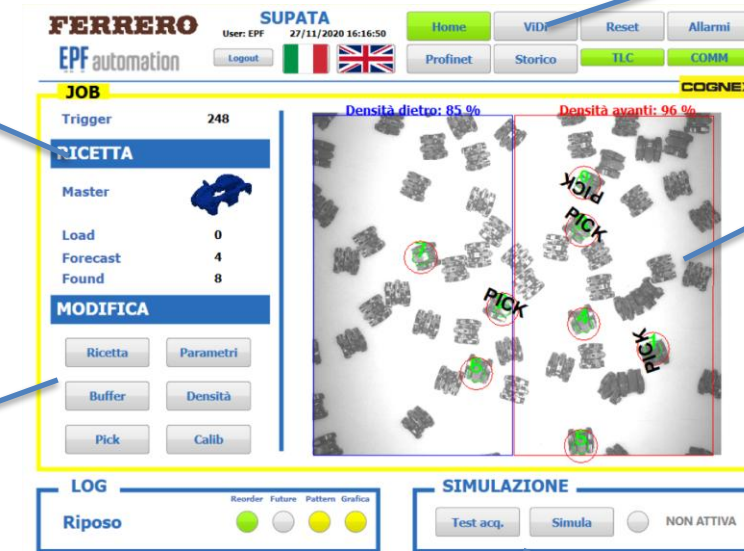 FERRERO
EPF automation
SUPATA
User: EPF 27/11/2020 16:16:50
Logout
Home ViDi Reset Allarmi
Profinet Storico TLC COMM
COGNEX
JOB
Trigger 248
RICETTA
Master
Load 0
Forecast 4
Found 8
MODIFICA
Ricetta Parametri
Buffer Densità
Pick Calib
Densità dietro: 85 % Densità avanti: 96 %
PICK
PICK
PICK
PICK
LOG
Reorder Future Pattern Grafica
Riposo
SIMULAZIONE
Test acq. Simula NON ATTIVA